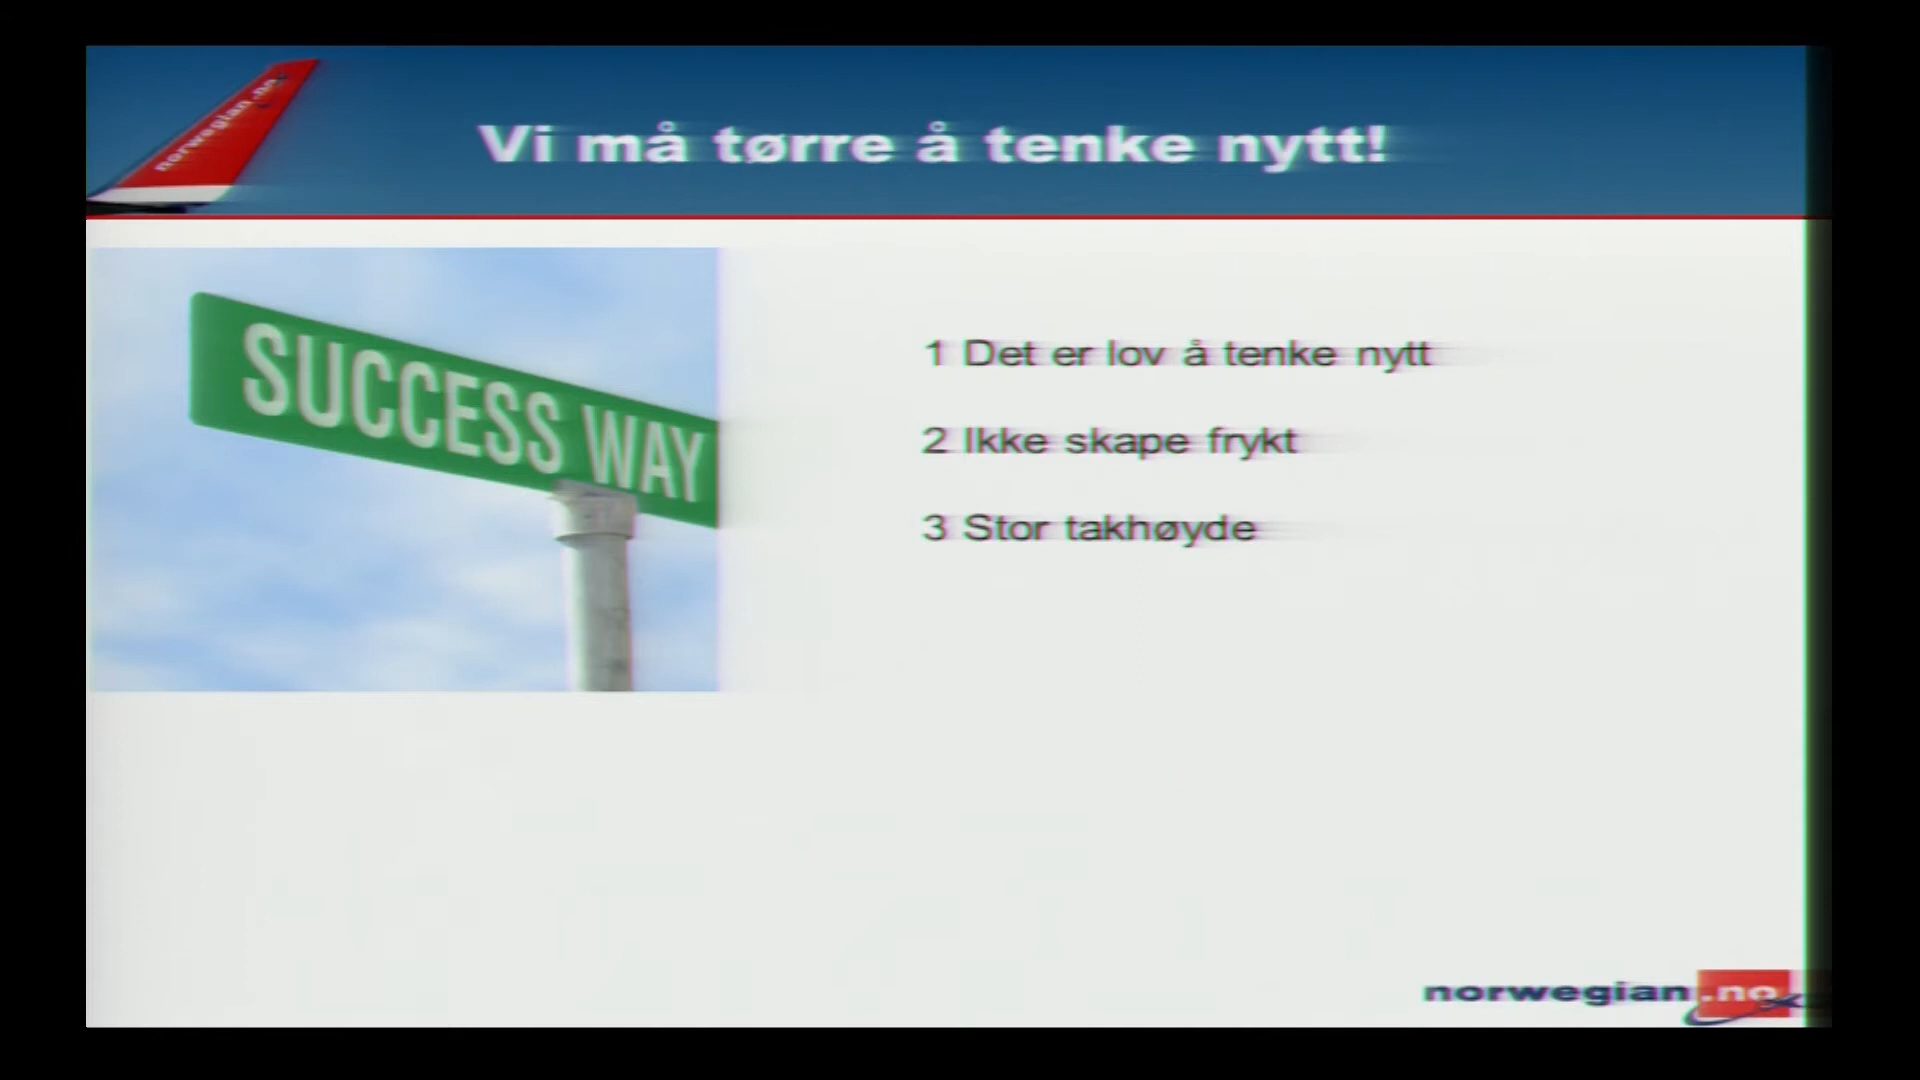 norwegian.no
Vi må tørre å tenke nytt!
SUCCESS WAY
1 Det er lov å tenke nytt
2 Ikke skape frykt
3 Stor takhøyde
norwegian.no